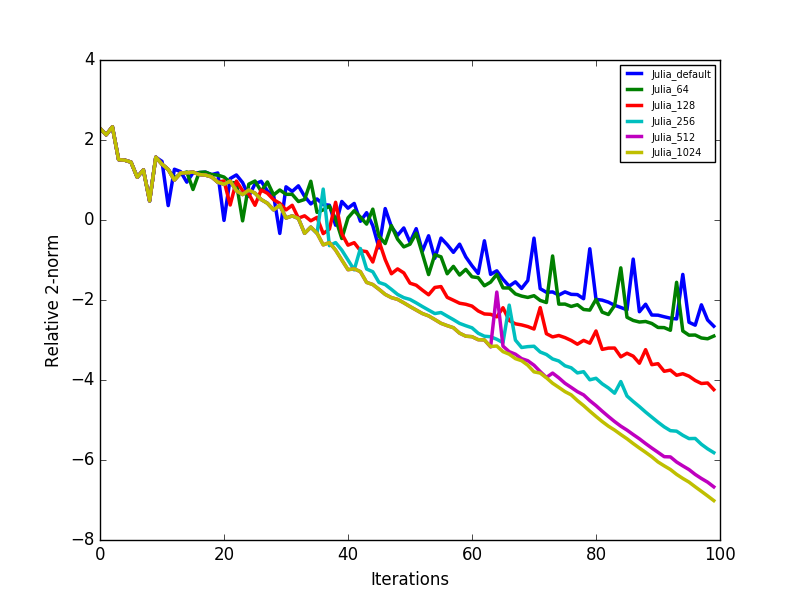 4
2
0
−2
−4
−6
−8
0 20 40 60 80 100
Relative 2-norm
Iterations
Julia_default
Julia_64
Julia_128
Julia_256
Julia_512
Julia_1024